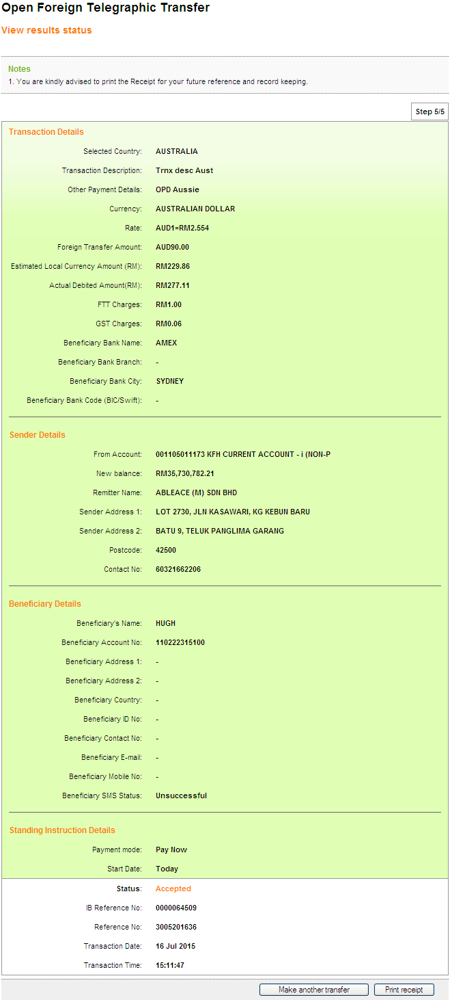 Open Foreign Telegraphic Transfer
View results status
Notes
1. You are kindly advised to print the Receipt for your future reference and record keeping.
Step 5/5
Transaction Details
Selected Country: AUSTRALIA
Transaction Description: Trnx desc Aust
Other Payment Details: OPD Aussie
Currency: AUSTRALIAN DOLLAR
Rate: AUD1=RM2.554
Foreign Transfer Amount: AUD90.00
Estimated Local Currency Amount (RM): RM229.86
Actual Debited Amount(RM): RM277.11
FTT Charges: RM1.00
GST Charges: RM0.06
Beneficiary Bank Name: AMEX
Beneficiary Bank Branch: -
Beneficiary Bank City: SYDNEY
Beneficiary Bank Code (BIC/Swift): -
Sender Details
From Account: 001105011173 KFH CURRENT ACCOUNT - i (NON-P
New balance: RM35,730,782.21
Remitter Name: ABLEACE (M) SDN BHD
Sender Address 1: LOT 2730, JLN KASAWARI, KG KEBUN BARU
Sender Address 2: BATU 9, TELUK PANGLIMA GARANG
Postcode: 42500
Contact No: 60321662206
Beneficiary Details
Beneficiary's Name: HUGH
Beneficiary Account No: 110222315100
Beneficiary Address 1: -
Beneficiary Address 2: -
Beneficiary Country: -
Beneficiary ID No: -
Beneficiary Contact No: -
Beneficiary E-mail: -
Beneficiary Mobile No: -
Beneficiary SMS Status: Unsuccessful
Standing Instruction Details
Payment mode: Pay Now
Start Date: Today
Status: Accepted
IB Reference No: 0000064509
Reference No: 3005201636
Transaction Date: 16 Jul 2015
Transaction Time: 15:11:47
Make another transfer Print receipt